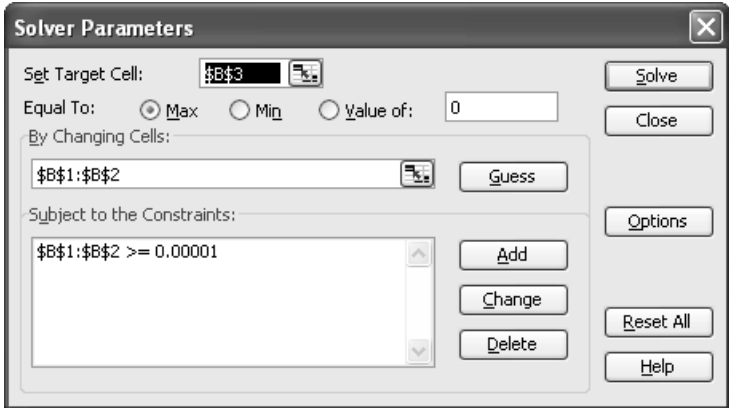 Solver Parameters
Set Target Cell: $B$3 Solve
Equal To: Max Min Value of: 0 Close
By Changing Cells:
$B$1:$B$2 Guess
Subject to the Constraints: Options
$B$1:$B$2 >= 0.00001 Add
Change
Reset All
Delete
Help